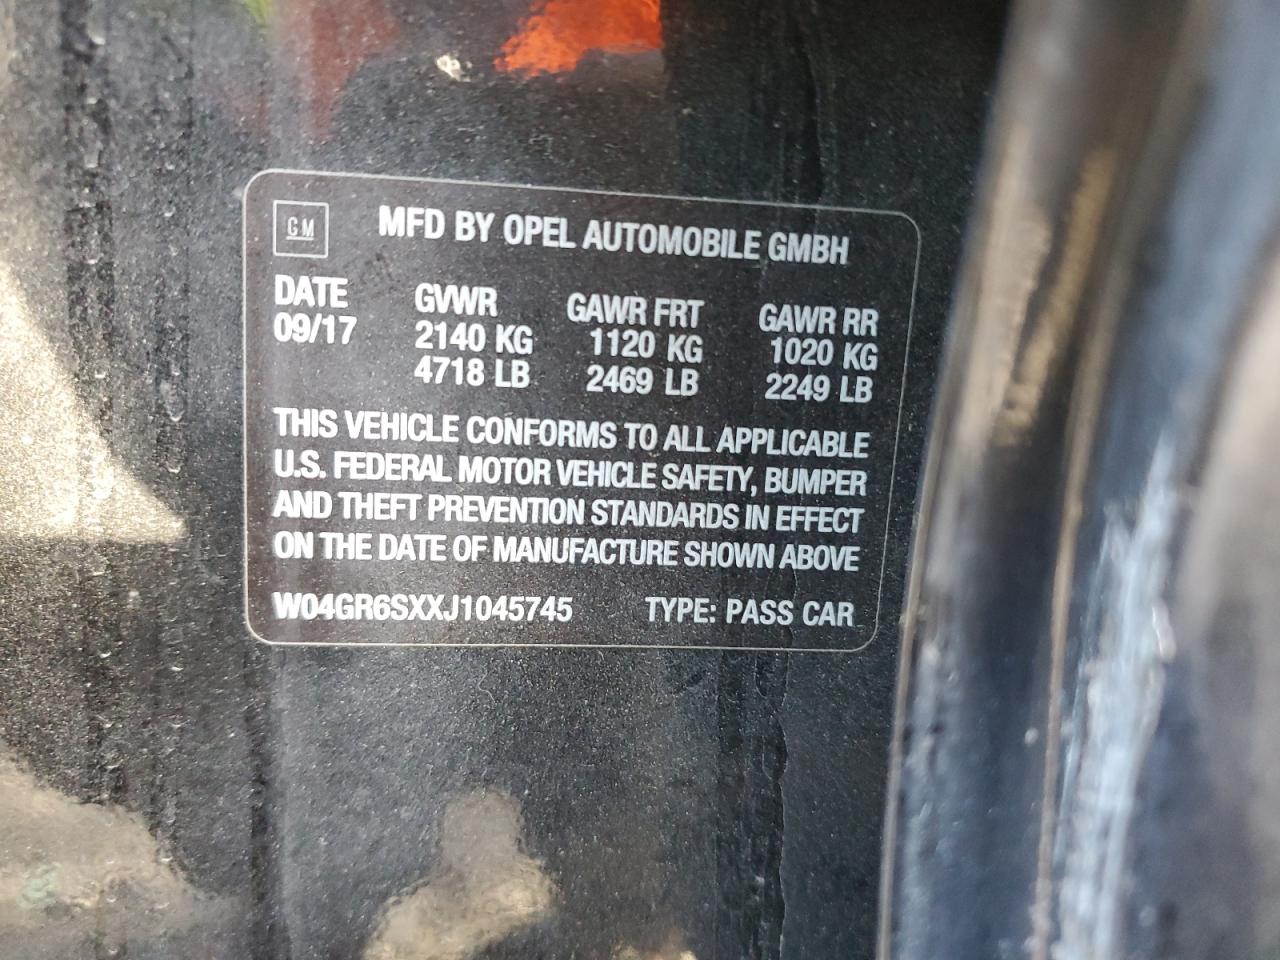 GM MFD BY OPEL AUTOMOBILE GMBH
DATE GVWR GAWR FRT GAWR RR
09/17 2140 KG 1120 KG 1020 KG
4718 LB 2469 LB 2249 LB
THIS VEHICLE CONFORMS TO ALL APPLICABLE
U.S. FEDERAL MOTOR VEHICLE SAFETY, BUMPER
AND THEFT PREVENTION STANDARDS IN EFFECT
ON THE DATE OF MANUFACTURE SHOWN ABOVE
W04GR6SXXJ1045745 TYPE: PASS CAR